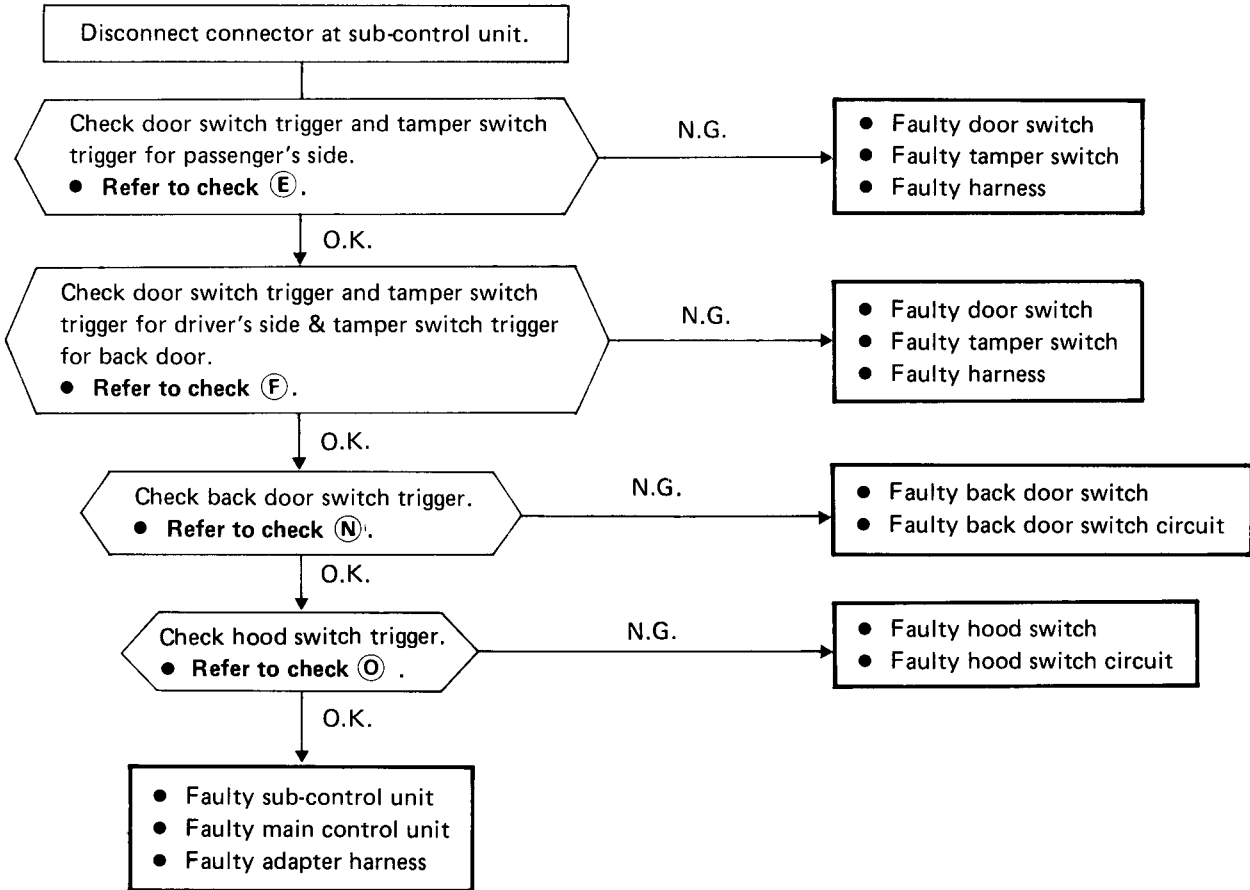 Disconnect connector at sub-control unit.
Check door switch trigger and tamper switch
trigger for passenger's side.
● Refer to check Ⓔ.
N.G.
● Faulty door switch
● Faulty tamper switch
● Faulty harness
O.K.
Check door switch trigger and tamper switch
trigger for driver's side & tamper switch trigger
for back door.
● Refer to check Ⓕ.
N.G.
● Faulty door switch
● Faulty tamper switch
● Faulty harness
O.K.
Check back door switch trigger.
● Refer to check Ⓝ.
N.G.
● Faulty back door switch
● Faulty back door switch circuit
O.K.
Check hood switch trigger.
● Refer to check Ⓞ .
N.G.
● Faulty hood switch
● Faulty hood switch circuit
O.K.
● Faulty sub-control unit
● Faulty main control unit
● Faulty adapter harness